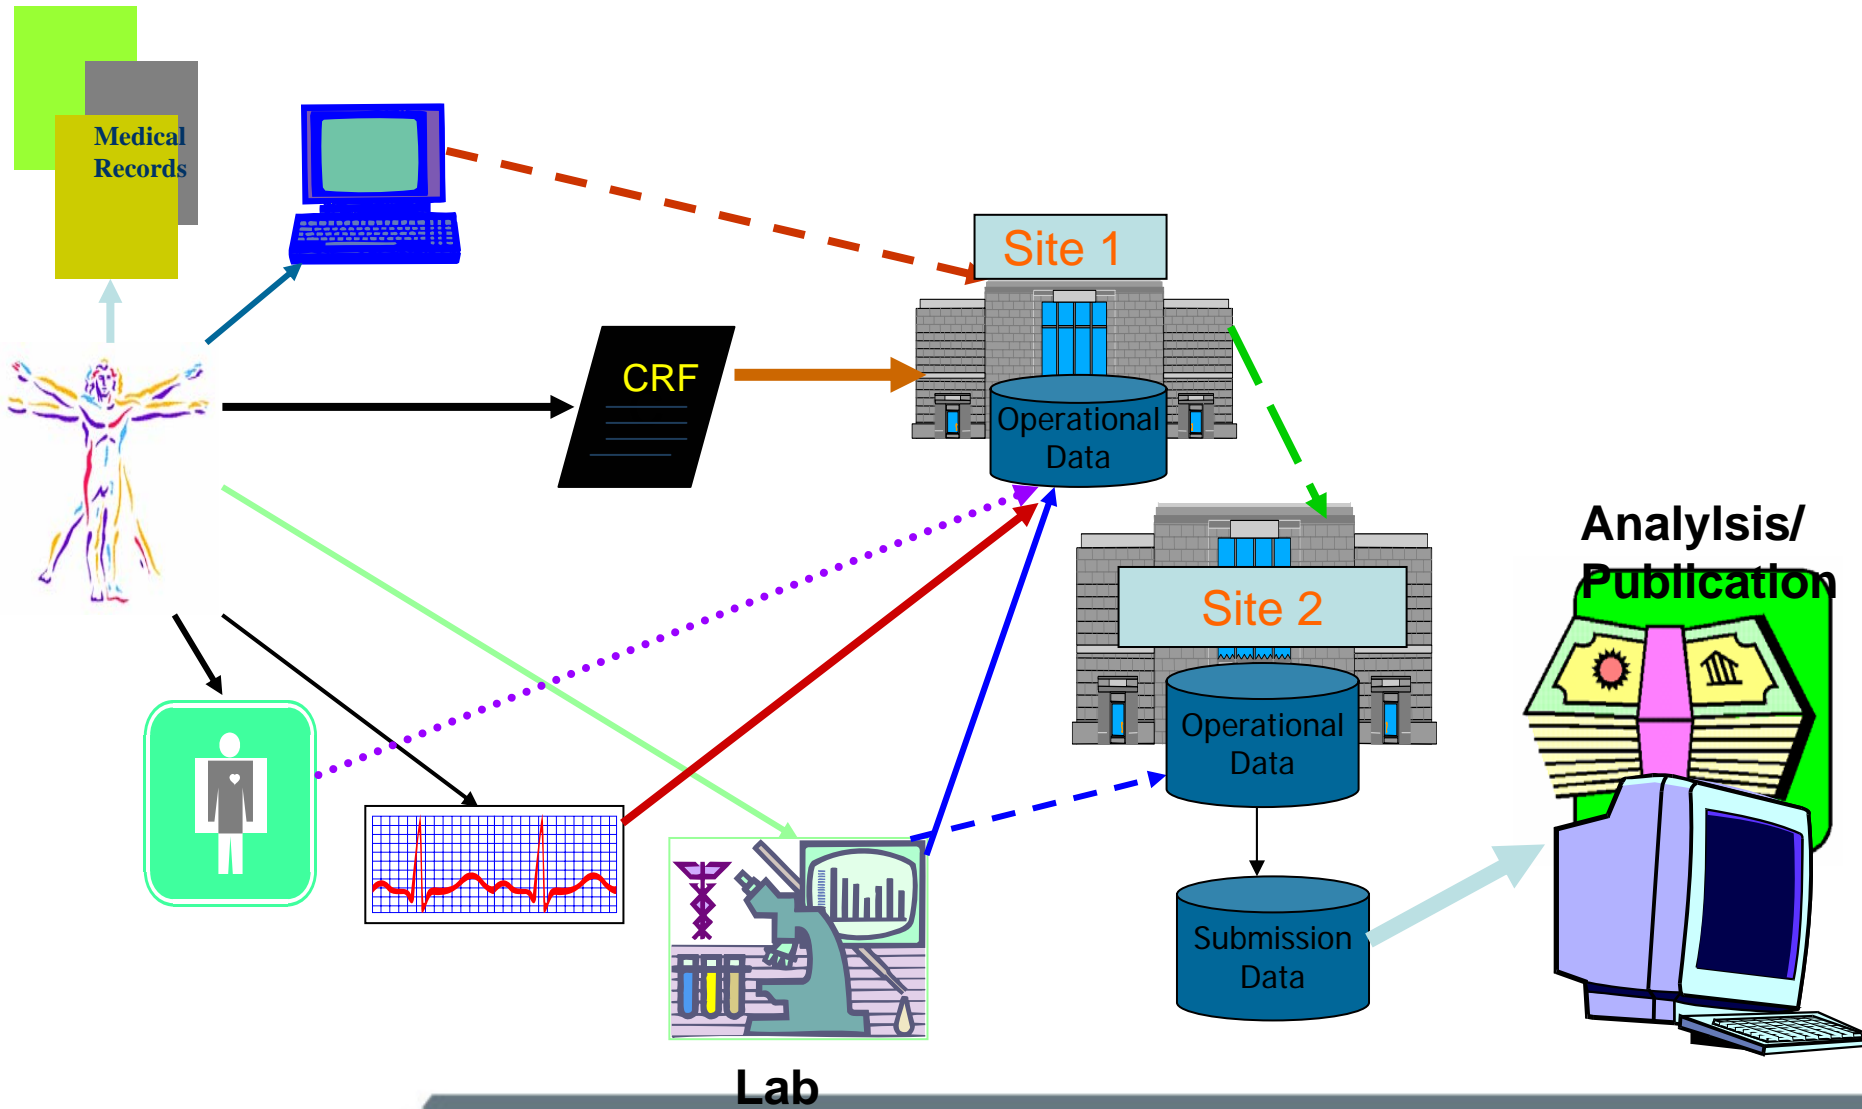 Medical
Records
Site 1
CRF
Operational
Data
Analylsis/
Publication
Site 2
Operational
Data
Submission
Data
Lab